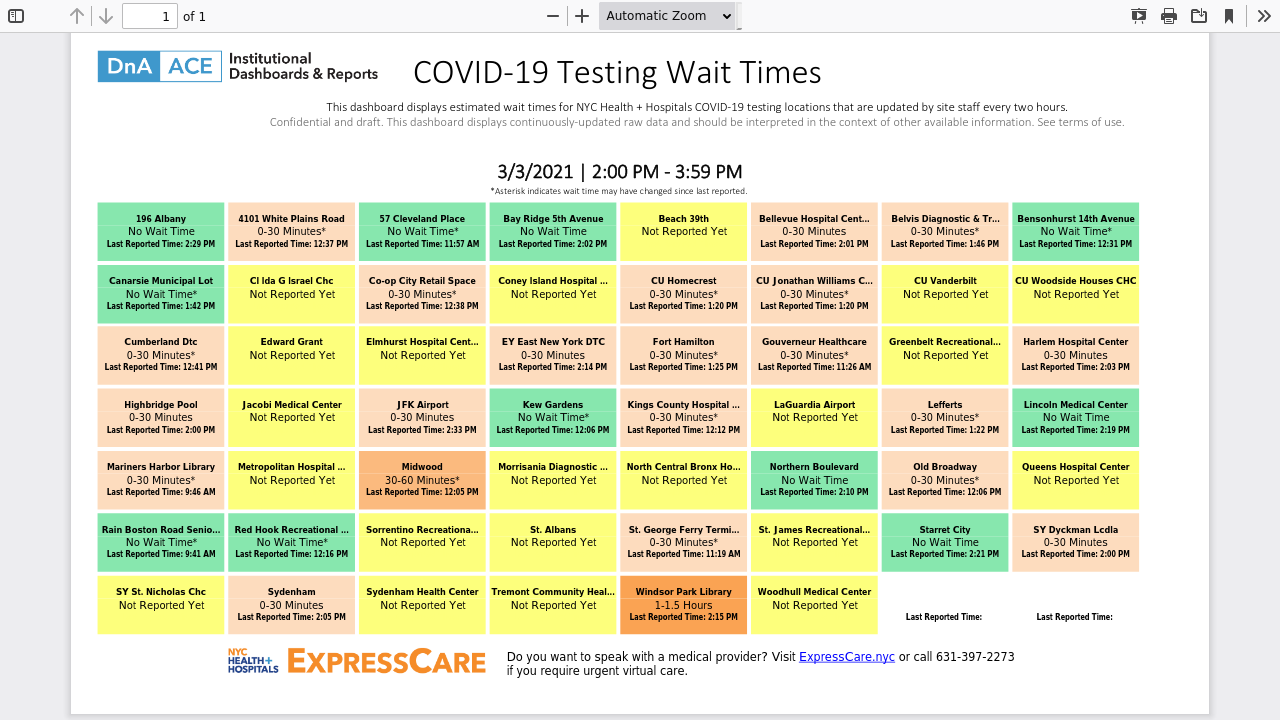 1 of 1 Automatic Zoom
DnA ACE Institutional
Dashboards & Reports
COVID-19 Testing Wait Times
This dashboard displays estimated wait times for NYC Health + Hospitals COVID-19 testing locations that are updated by site staff every two hours.
Confidential and draft. This dashboard displays continuously-updated raw data and should be interpreted in the context of other available information. See terms of use.
3/3/2021 | 2:00 PM - 3:59 PM
*Asterisk indicates wait time may have changed since last reported.
196 Albany
No Wait Time
Last Reported Time: 2:29 PM
4101 White Plains Road
0-30 Minutes*
Last Reported Time: 12:37 PM
57 Cleveland Place
No Wait Time*
Last Reported Time: 11:57 AM
Bay Ridge 5th Avenue
No Wait Time
Last Reported Time: 2:02 PM
Beach 39th
Not Reported Yet
Bellevue Hospital Cent...
0-30 Minutes
Last Reported Time: 2:01 PM
Belvis Diagnostic & Tr...
0-30 Minutes*
Last Reported Time: 1:46 PM
Bensonhurst 14th Avenue
No Wait Time*
Last Reported Time: 12:31 PM
Canarsie Municipal Lot
No Wait Time*
Last Reported Time: 1:42 PM
CI Ida G Israel Chc
Not Reported Yet
Co-op City Retail Space
0-30 Minutes*
Last Reported Time: 12:38 PM
Coney Island Hospital ...
Not Reported Yet
CU Homecrest
0-30 Minutes*
Last Reported Time: 1:20 PM
CU Jonathan Williams C...
0-30 Minutes*
Last Reported Time: 1:20 PM
CU Vanderbilt
Not Reported Yet
CU Woodside Houses CHC
Not Reported Yet
Cumberland Dtc
0-30 Minutes*
Last Reported Time: 12:41 PM
Edward Grant
Not Reported Yet
Elmhurst Hospital Cent...
Not Reported Yet
EY East New York DTC
0-30 Minutes
Last Reported Time: 2:14 PM
Fort Hamilton
0-30 Minutes*
Last Reported Time: 1:25 PM
Gouverneur Healthcare
0-30 Minutes*
Last Reported Time: 11:26 AM
Greenbelt Recreational...
Not Reported Yet
Harlem Hospital Center
0-30 Minutes
Last Reported Time: 2:03 PM
Highbridge Pool
0-30 Minutes
Last Reported Time: 2:00 PM
Jacobi Medical Center
Not Reported Yet
JFK Airport
0-30 Minutes
Last Reported Time: 2:33 PM
Kew Gardens
No Wait Time*
Last Reported Time: 12:06 PM
Kings County Hospital ...
0-30 Minutes*
Last Reported Time: 12:12 PM
LaGuardia Airport
Not Reported Yet
Lefferts
0-30 Minutes*
Last Reported Time: 1:22 PM
Lincoln Medical Center
No Wait Time
Last Reported Time: 2:19 PM
Mariners Harbor Library
0-30 Minutes*
Last Reported Time: 9:46 AM
Metropolitan Hospital ...
Not Reported Yet
Midwood
30-60 Minutes*
Last Reported Time: 12:05 PM
Morrisania Diagnostic ...
Not Reported Yet
North Central Bronx Ho...
Not Reported Yet
Northern Boulevard
No Wait Time
Last Reported Time: 2:10 PM
Old Broadway
0-30 Minutes*
Last Reported Time: 12:06 PM
Queens Hospital Center
Not Reported Yet
Rain Boston Road Senio...
No Wait Time*
Last Reported Time: 9:41 AM
Red Hook Recreational ...
No Wait Time*
Last Reported Time: 12:16 PM
Sorrentino Recreationa...
Not Reported Yet
St. Albans
Not Reported Yet
St. George Ferry Termi...
0-30 Minutes*
Last Reported Time: 11:19 AM
St. James Recreational...
Not Reported Yet
Starret City
No Wait Time
Last Reported Time: 2:21 PM
SY Dyckman Lcdla
0-30 Minutes
Last Reported Time: 2:00 PM
SY St. Nicholas Chc
Not Reported Yet
Sydenham
0-30 Minutes
Last Reported Time: 2:05 PM
Sydenham Health Center
Not Reported Yet
Tremont Community Heal...
Not Reported Yet
Windsor Park Library
1-1.5 Hours
Last Reported Time: 2:15 PM
Woodhull Medical Center
Not Reported Yet
Last Reported Time:
Last Reported Time:
NYC
HEALTH+
HOSPITALS
EXPRESSCARE
Do you want to speak with a medical provider? Visit ExpressCare.nyc or call 631-397-2273
if you require urgent virtual care.